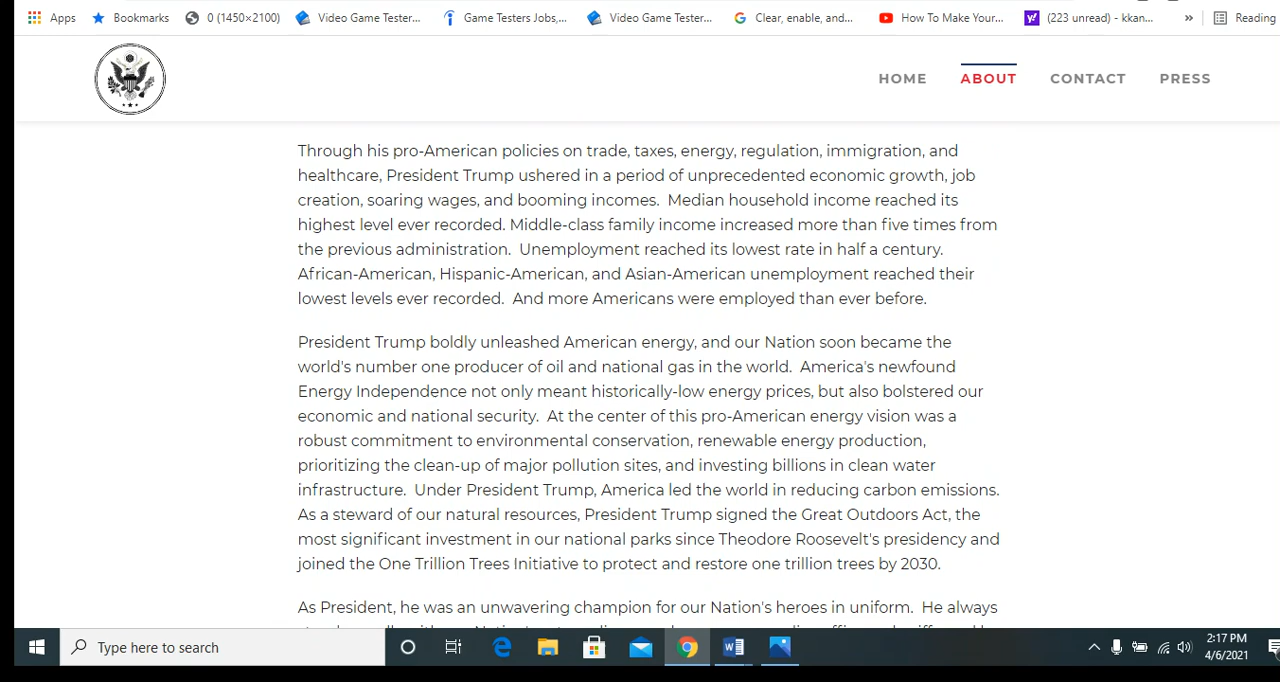 Apps Bookmarks 0 (1450×2100) Video Game Tester... Game Testers Jobs,... Video Game Tester... Clear, enable, and... How To Make Your... (223 unread) - kkan... » Reading
HOME ABOUT CONTACT PRESS
Through his pro-American policies on trade, taxes, energy, regulation, immigration, and
healthcare, President Trump ushered in a period of unprecedented economic growth, job
creation, soaring wages, and booming incomes.  Median household income reached its
highest level ever recorded. Middle-class family income increased more than five times from
the previous administration.  Unemployment reached its lowest rate in half a century.
African-American, Hispanic-American, and Asian-American unemployment reached their
lowest levels ever recorded.  And more Americans were employed than ever before.
President Trump boldly unleashed American energy, and our Nation soon became the
world's number one producer of oil and national gas in the world.  America's newfound
Energy Independence not only meant historically-low energy prices, but also bolstered our
economic and national security.  At the center of this pro-American energy vision was a
robust commitment to environmental conservation, renewable energy production,
prioritizing the clean-up of major pollution sites, and investing billions in clean water
infrastructure.  Under President Trump, America led the world in reducing carbon emissions.
As a steward of our natural resources, President Trump signed the Great Outdoors Act, the
most significant investment in our national parks since Theodore Roosevelt's presidency and
joined the One Trillion Trees Initiative to protect and restore one trillion trees by 2030.
As President, he was an unwavering champion for our Nation's heroes in uniform.  He always
Type here to search
2:17 PM
4/6/2021